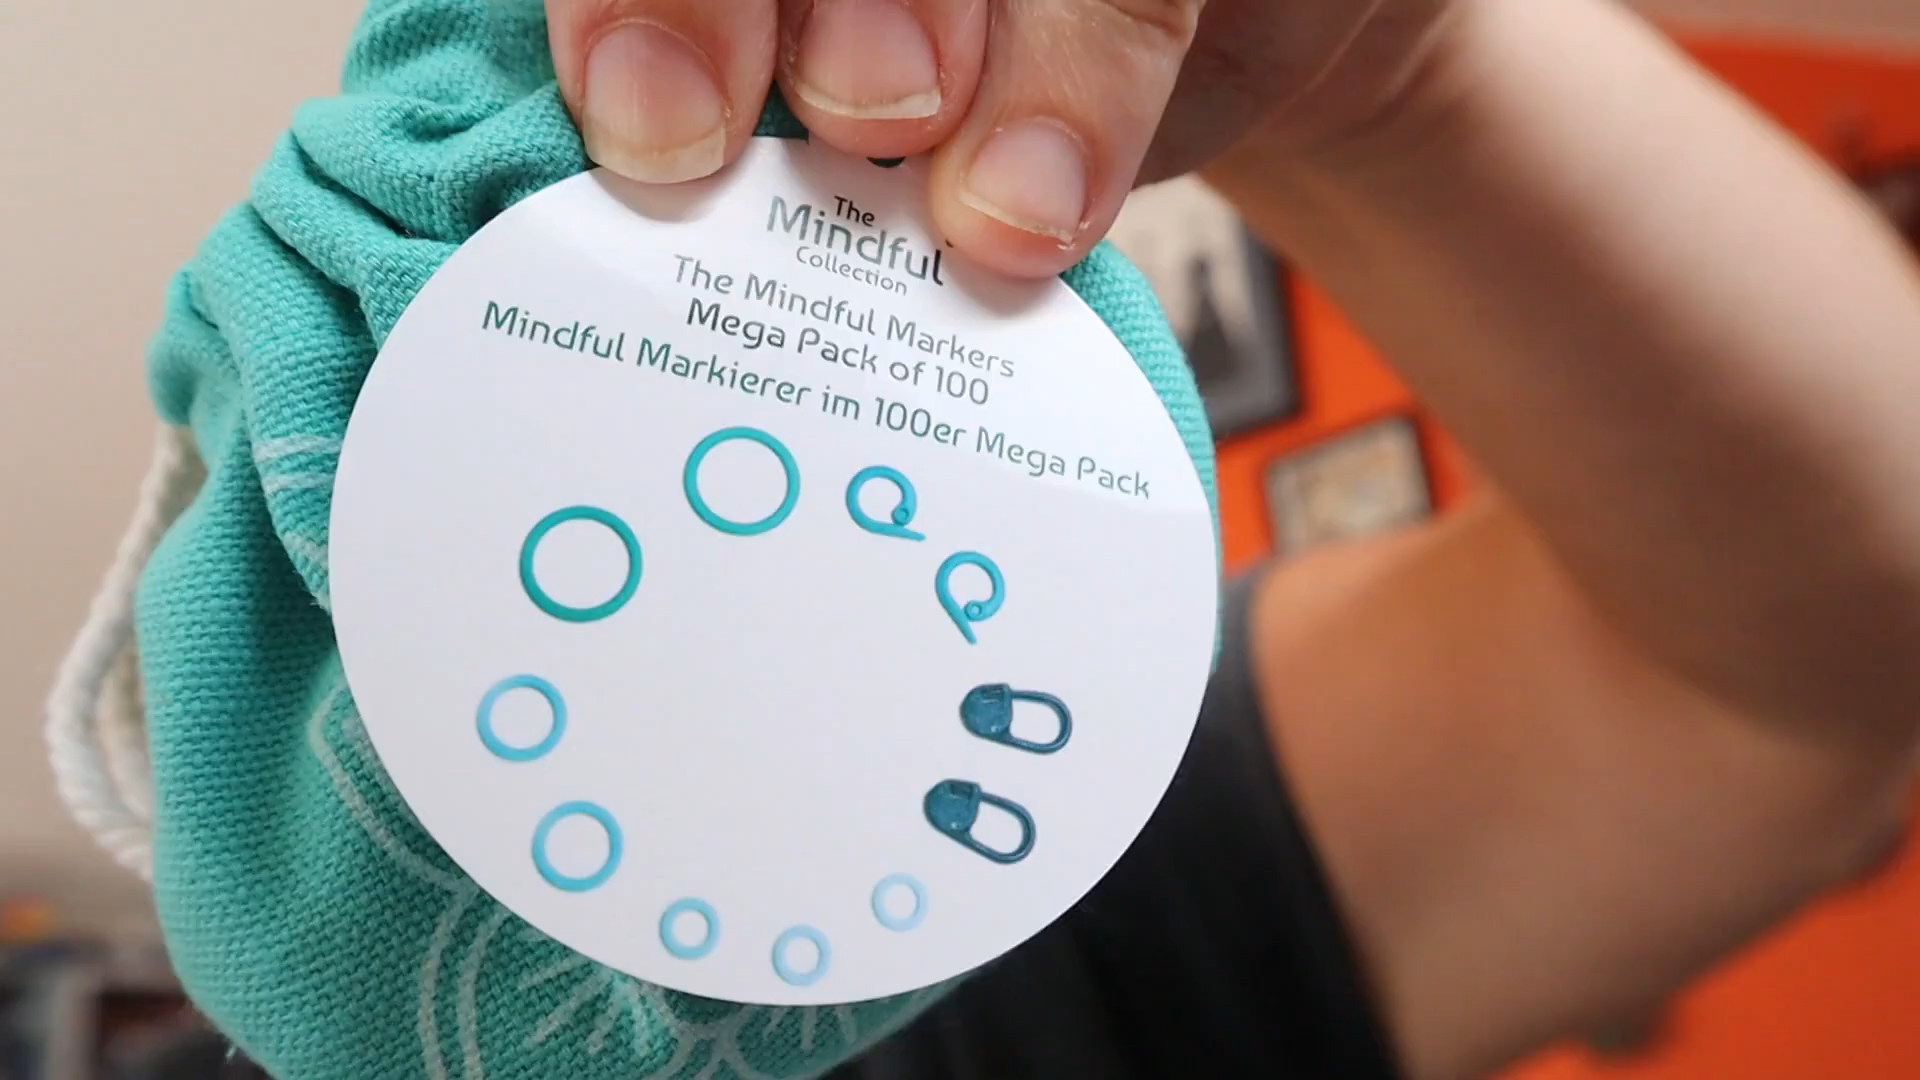 The
Mindful
Collection
The Mindful Markers
Mega Pack of 100
Mindful Markierer im 100er Mega Pack